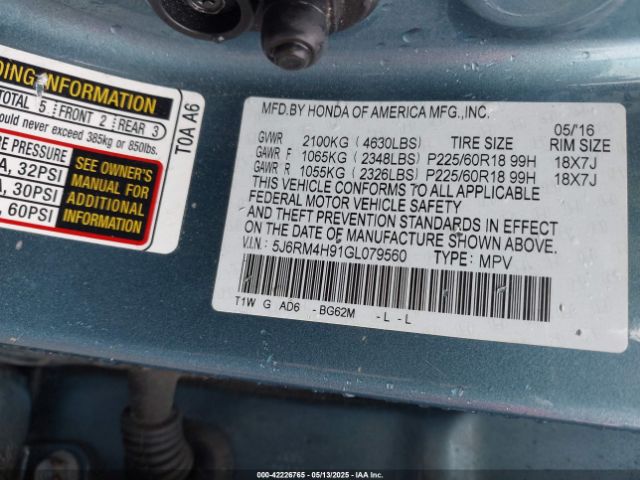 DING INFORMATION
TOTAL 5 FRONT 2 REAR 3
ould never exceed 385kg or 850lbs.
RE PRESSURE
A, 32PSI
A, 30PSI
, 60PSI
SEE OWNER'S
MANUAL FOR
ADDITIONAL
INFORMATION
T0A A6
MFD.BY HONDA OF AMERICA MFG.,INC.
05/'16
GVWR 2100KG (4630LBS) TIRE SIZE RIM SIZE
GAWR F 1065KG (2348LBS) P225/60R18 99H 18X7J
GAWR R 1055KG (2326LBS) P225/60R18 99H 18X7J
THIS VEHICLE CONFORMS TO ALL APPLICABLE
FEDERAL MOTOR VEHICLE SAFETY
AND THEFT PREVENTION STANDARDS IN EFFECT
ON THE DATE OF MANUFACTURE SHOWN ABOVE.
V.I.N: 5J6RM4H91GL079560 TYPE: MPV
T1W G AD6 -BG62M -L -L
000-42226765 - 05/13/2025 - IAA Inc.